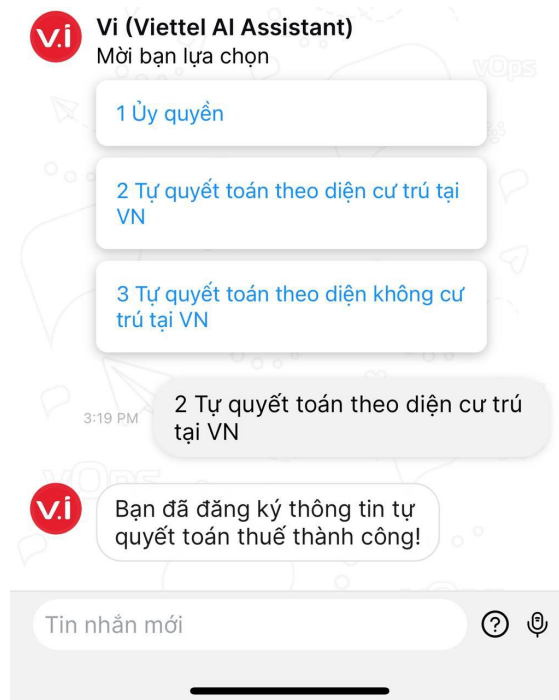 V.i
Vi (Viettel AI Assistant)
Mời bạn lựa chọn
vOps
1 Ủy quyền
2 Tự quyết toán theo diện cư trú tại
VN
3 Tự quyết toán theo diện không cư
trú tại VN
2 Tự quyết toán theo diện cư trú
tại VN
3:19 PM
vOps
V.i
Bạn đã đăng ký thông tin tự
quyết toán thuế thành công!
Tin nhắn mới